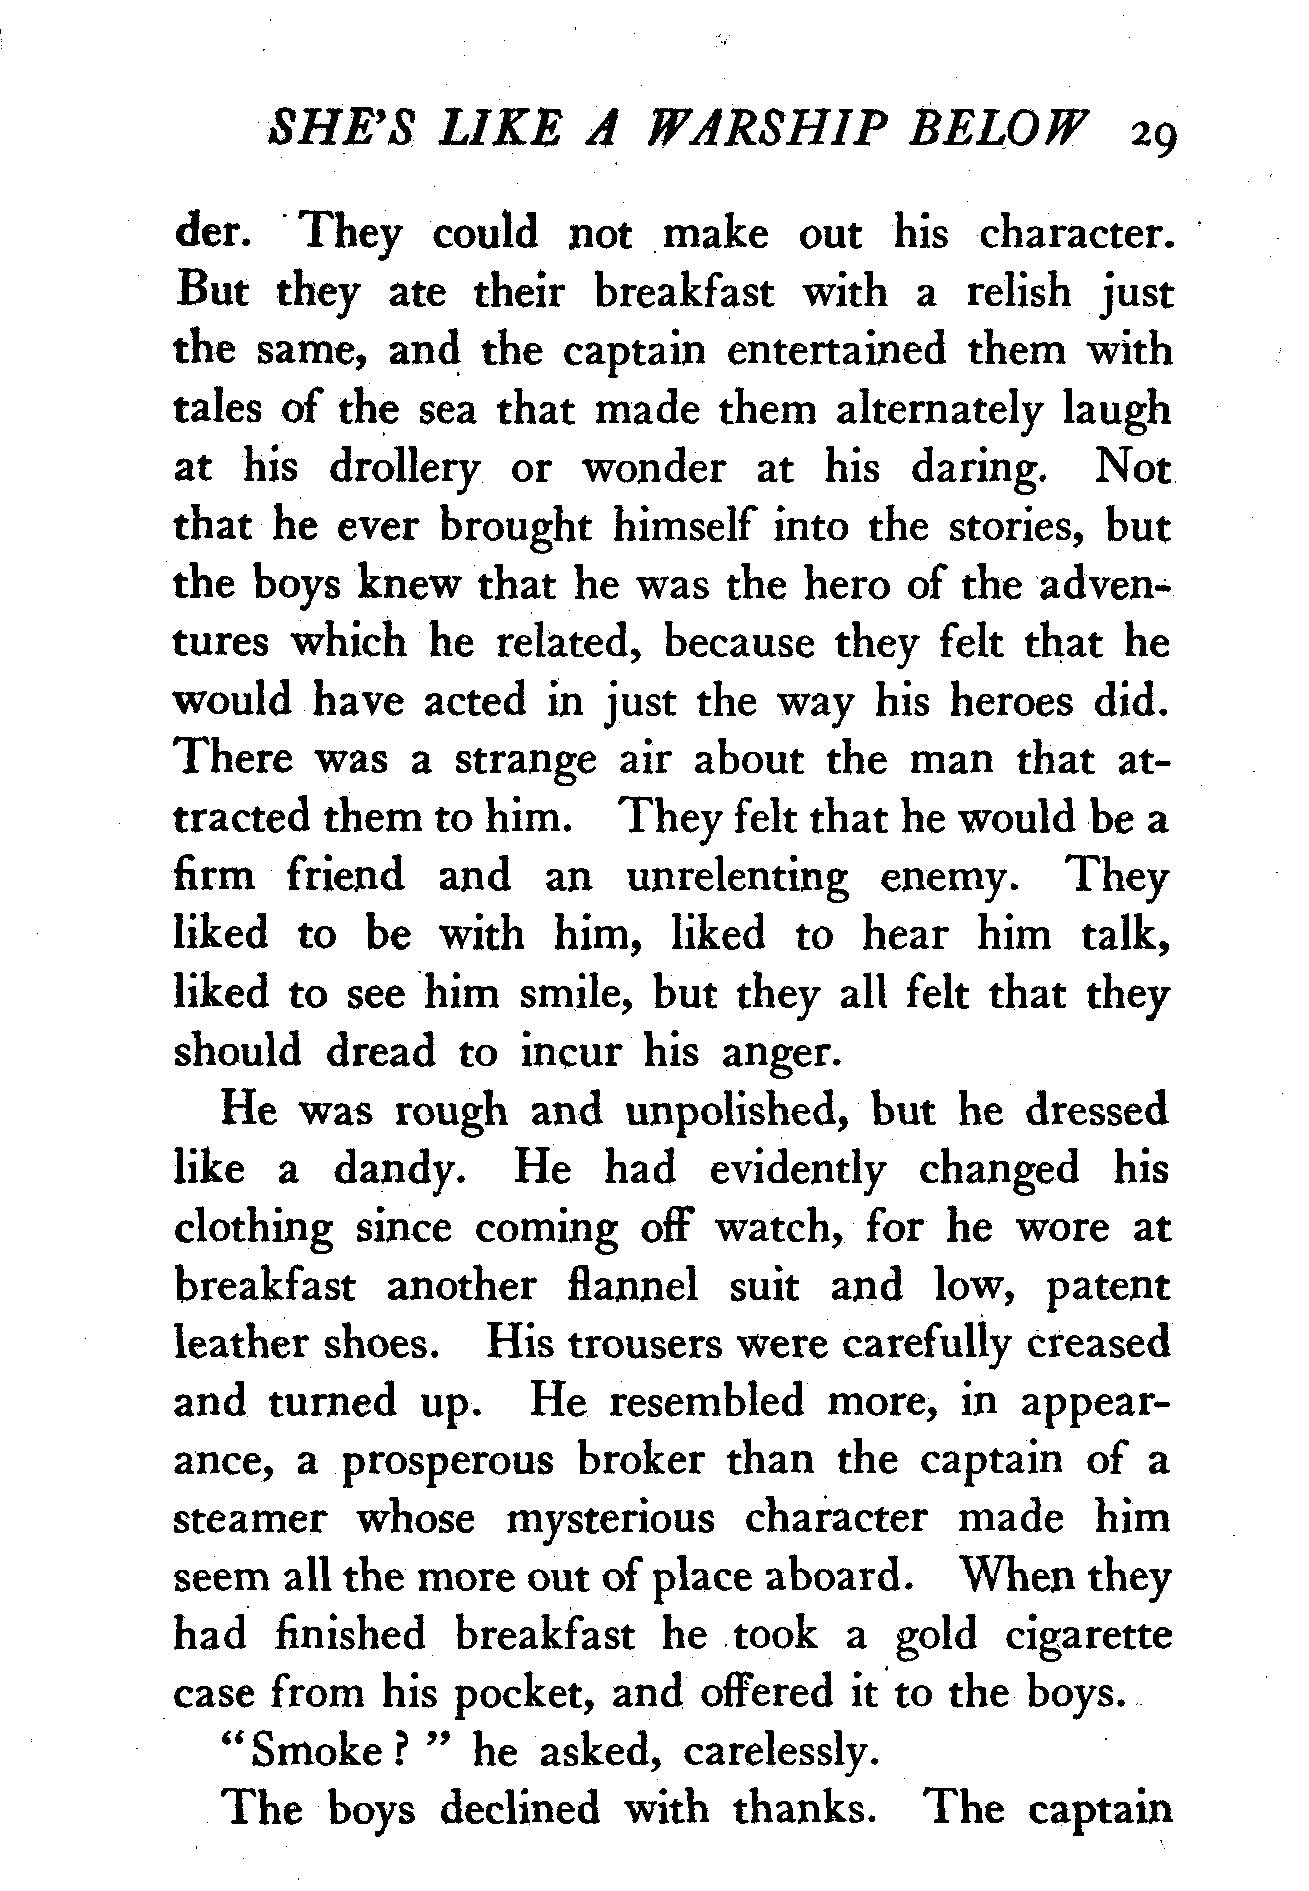 SHE'S LIKE A WARSHIP BELOW 29
der. They could not make out his character.
But they ate their breakfast with a relish just
the same, and the captain entertained them with
tales of the sea that made them alternately laugh
at his drollery or wonder at his daring. Not
that he ever brought himself into the stories, but
the boys knew that he was the hero of the adven-
tures which he related, because they felt that he
would have acted in just the way his heroes did.
There was a strange air about the man that at-
tracted them to him. They felt that he would be a
firm friend and an unrelenting enemy. They
liked to be with him, liked to hear him talk,
liked to see him smile, but they all felt that they
should dread to incur his anger.
He was rough and unpolished, but he dressed
like a dandy. He had evidently changed his
clothing since coming off watch, for he wore at
breakfast another flannel suit and low, patent
leather shoes. His trousers were carefully creased
and turned up. He resembled more, in appear-
ance, a prosperous broker than the captain of a
steamer whose mysterious character made him
seem all the more out of place aboard. When they
had finished breakfast he took a gold cigarette
case from his pocket, and offered it to the boys.
"Smoke?" he asked, carelessly.
The boys declined with thanks. The captain